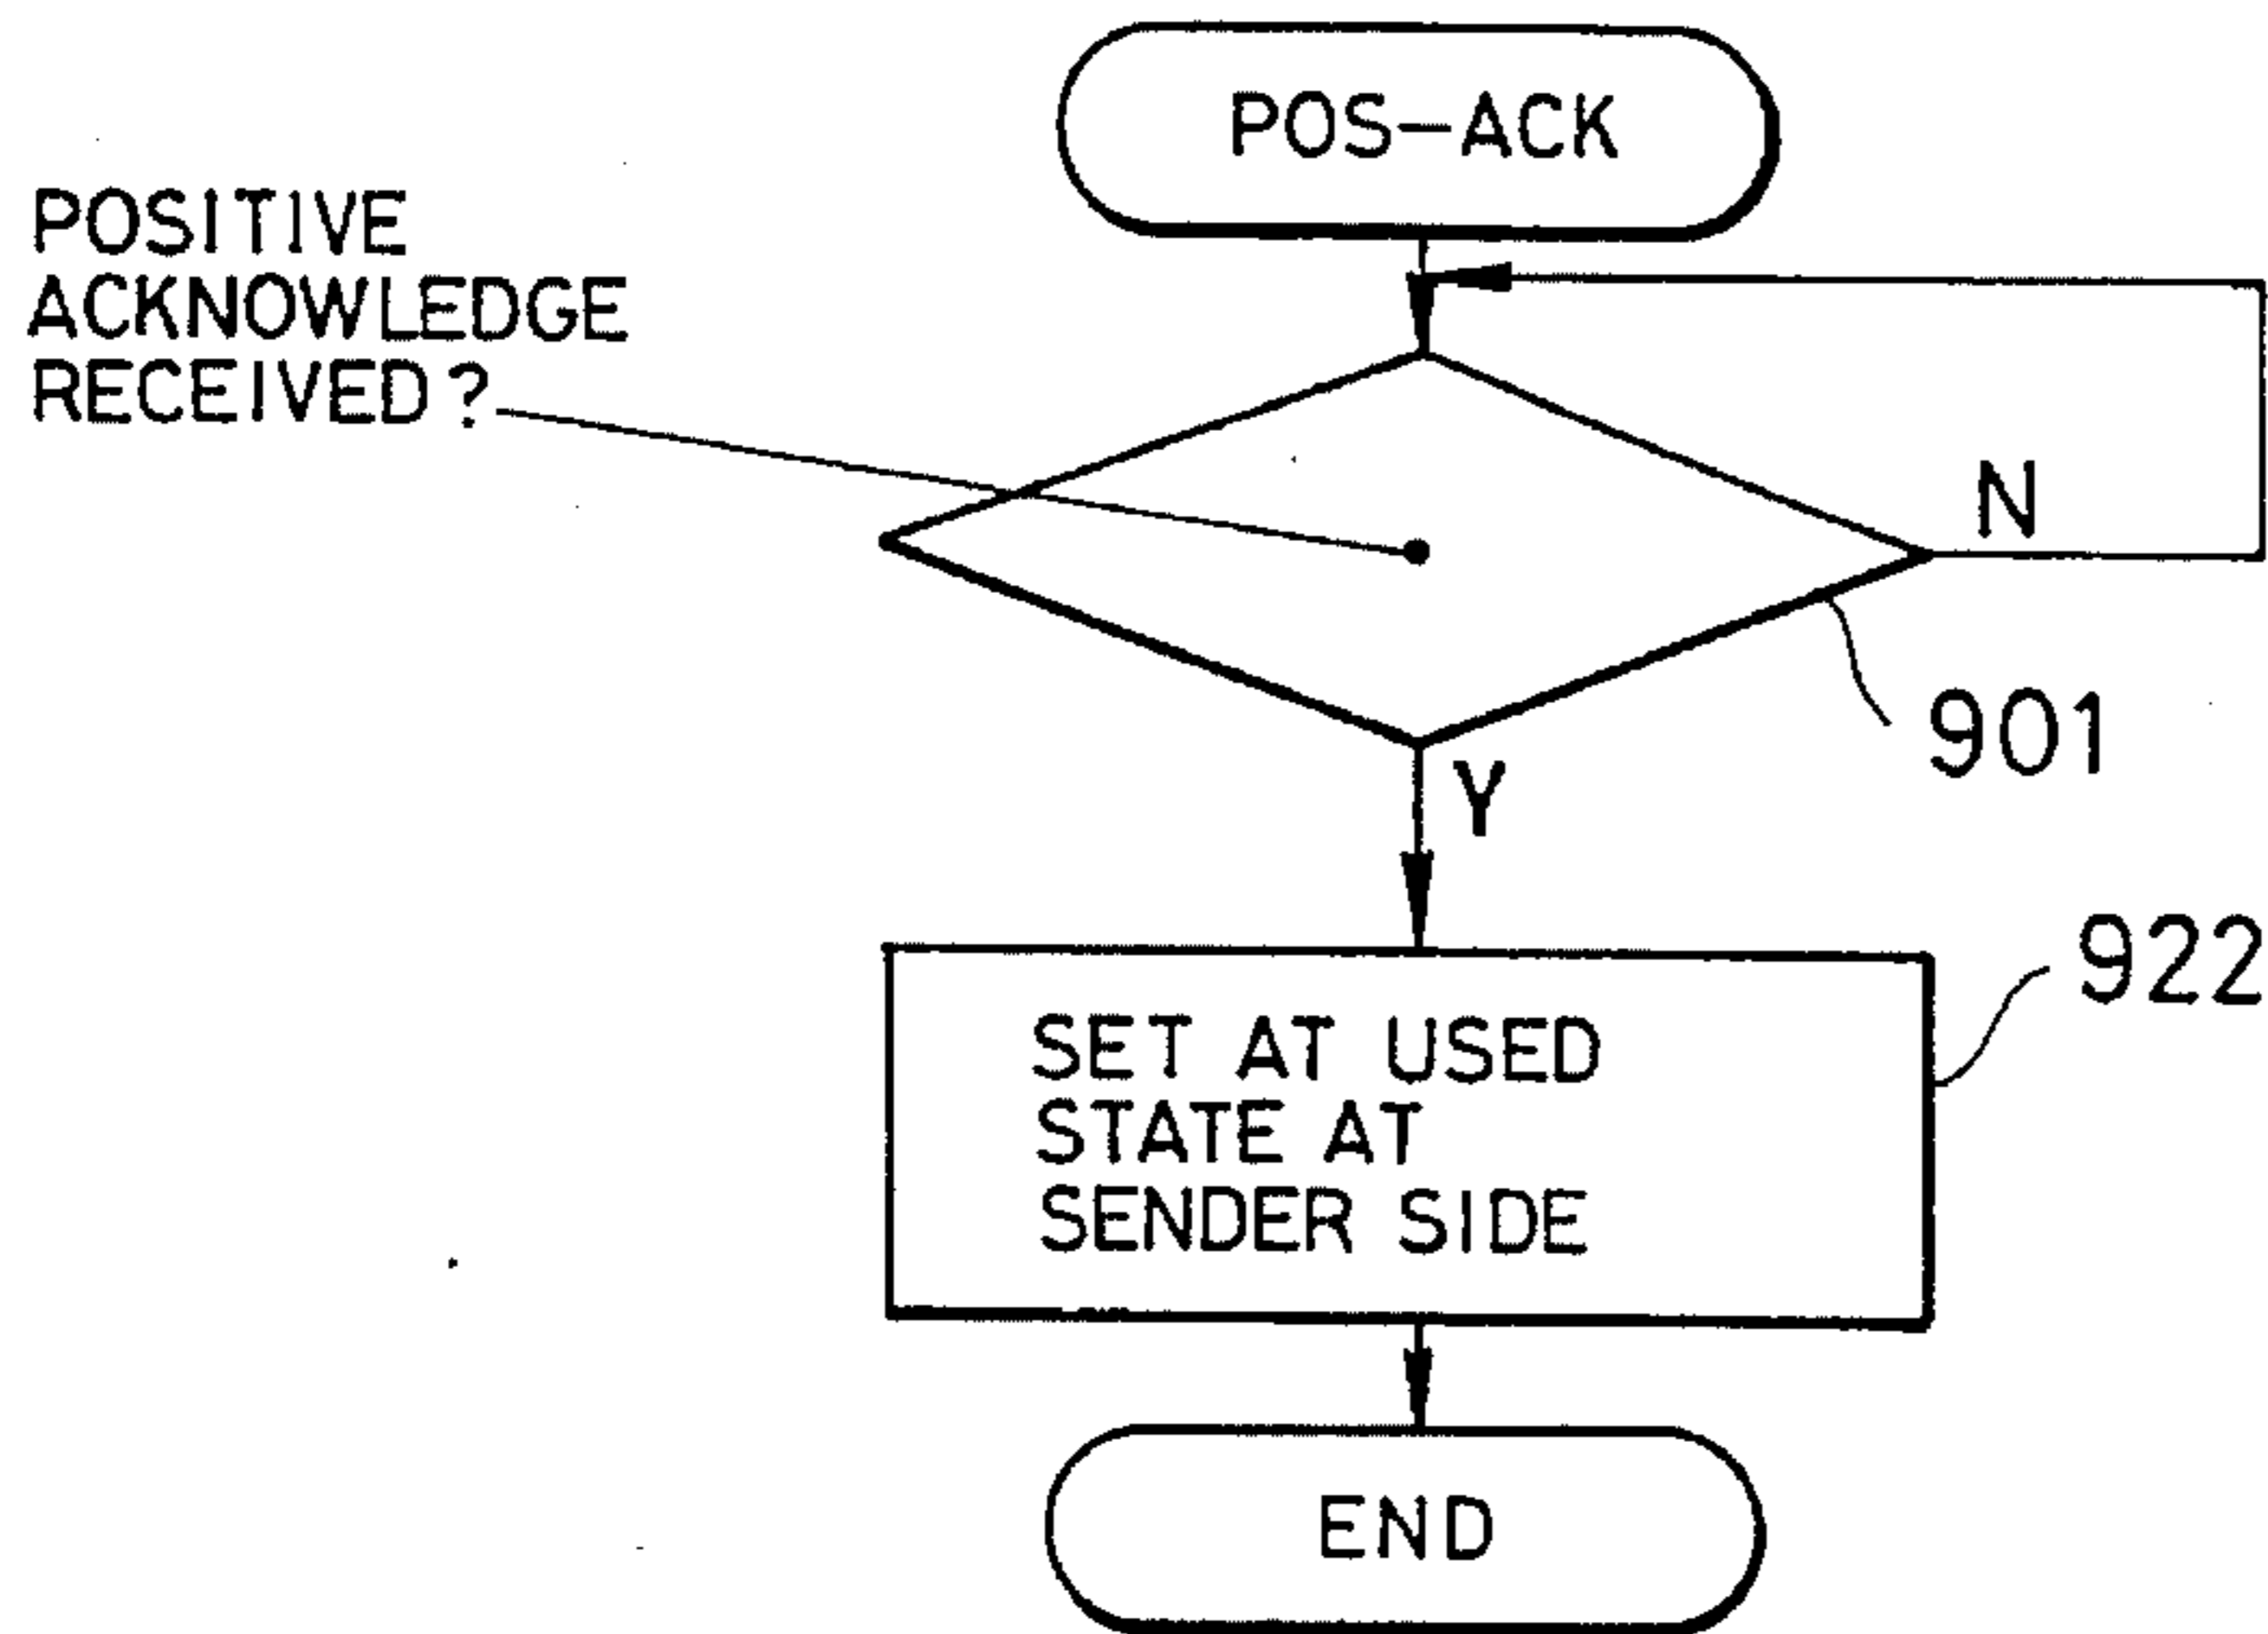 POS-ACK
POSITIVE
ACKNOWLEDGE
RECEIVED?
N
901
Y
922
SET AT USED
STATE AT
SENDER SIDE
END